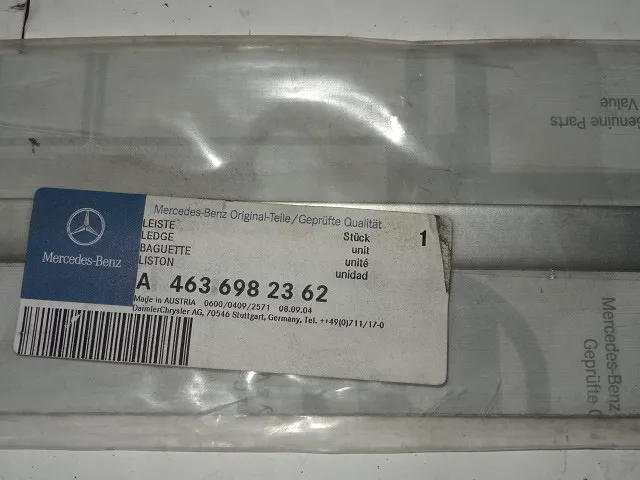 Genuine Parts
Value
Mercedes-Benz
Mercedes-Benz Original-Teile/Geprüfte Qualität
LEISTE
LEDGE
BAGUETTE
LISTON
Stück
unit
unité
unidad
1
A 463 698 23 62
Made in AUSTRIA 0600/0409/2571 08.09.04
DaimlerChrysler AG, 70546 Stuttgart, Germany, Tel. ++49(0)711/17-0
Mercedes-Benz
Geprüfte